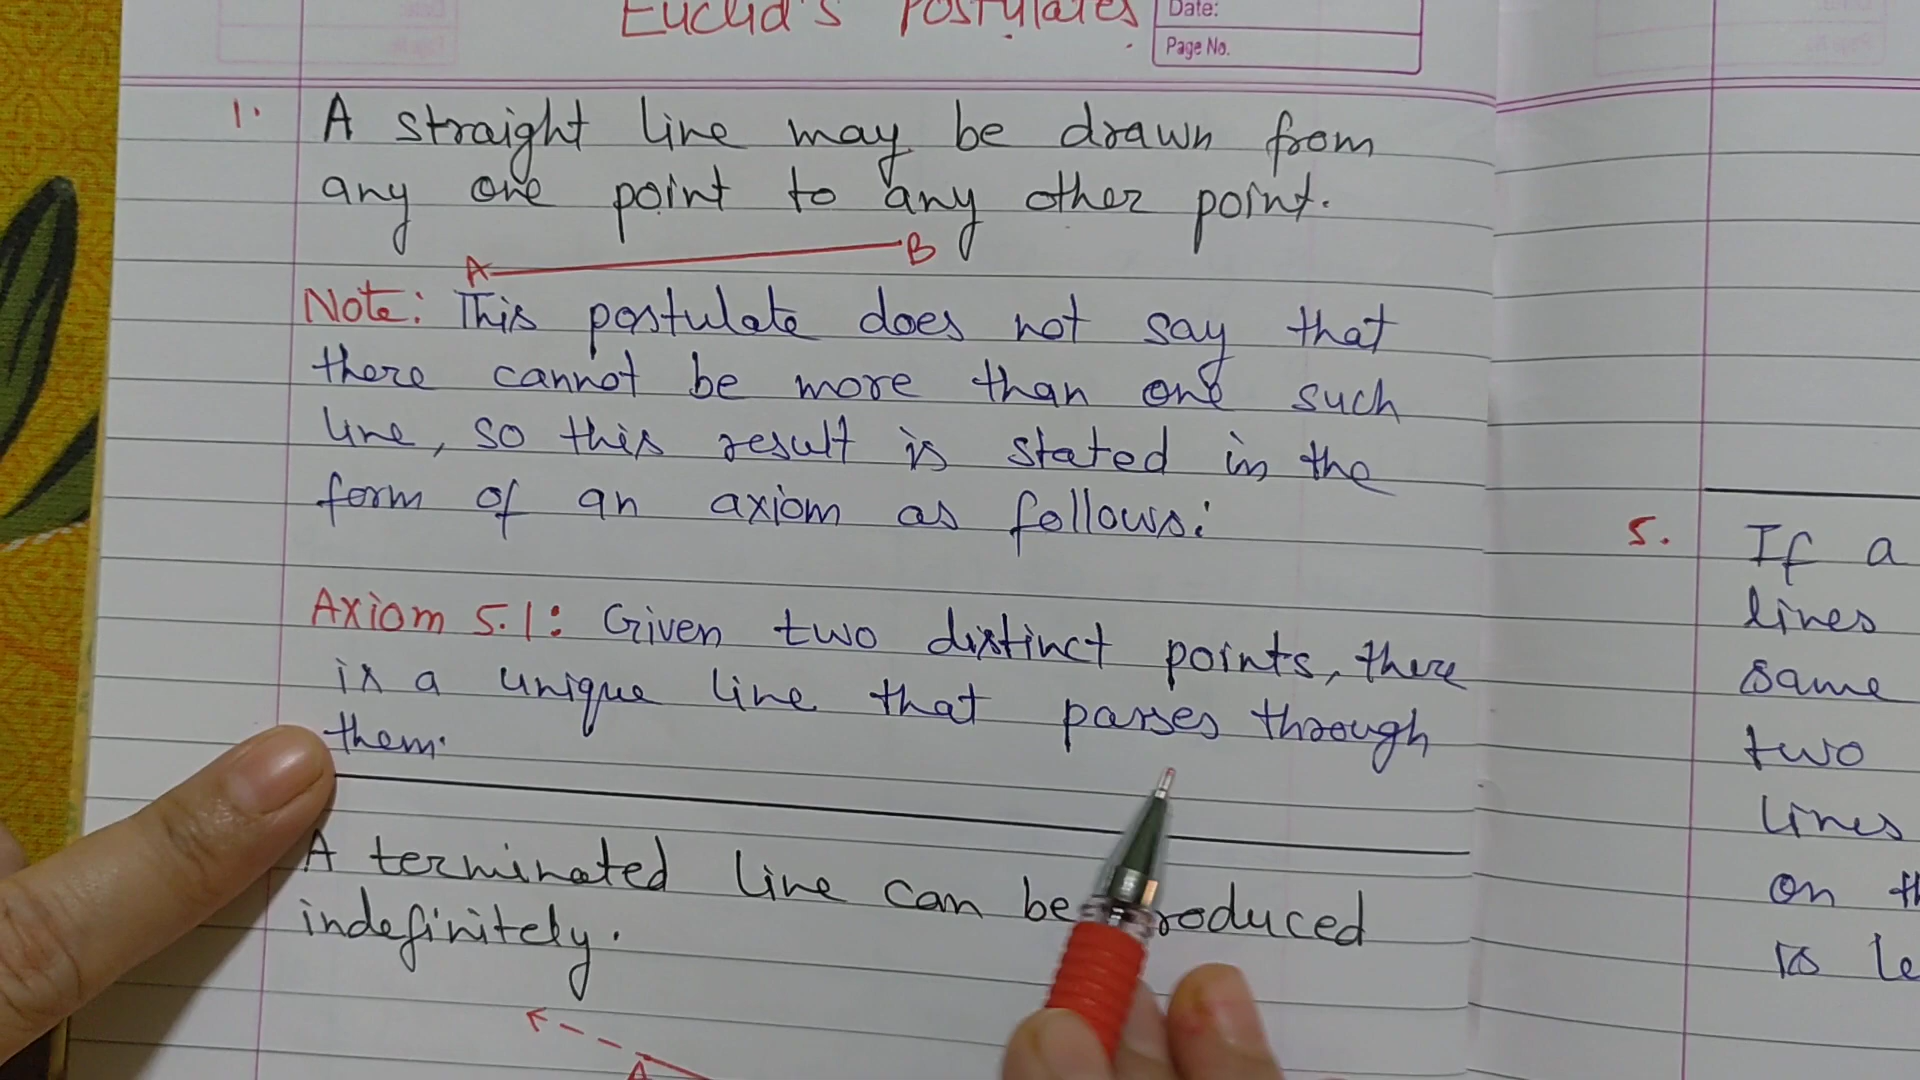 Euclid's Postulates
Date:
Page No.
1. A straight line may be drawn from
any one point to any other point.
A B
Note: This postulate does not say that
there cannot be more than one such
line, so this result is stated in the
form of an axiom as follows:
Axiom 5.1: Given two distinct points, there
is a unique line that passes through
them.
A terminated line can be produced
indefinitely.
A
5. If a
lines
same
two
lines
on
is